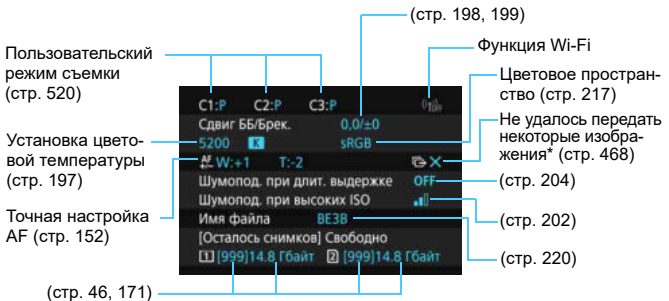 (стр. 198, 199)
Пользовательский
режим съемки
(стр. 520)
Функция Wi-Fi
Цветовое простран-
ство (стр. 217)
Не удалось передать
некоторые изобра-
жения* (стр. 468)
Установка цвето-
вой температуры
(стр. 197)
Точная настройка
AF (стр. 152)
C1:P C2:P C3:P OFF
Сдвиг ББ/Брек. 0,0/±0
5200 K sRGB
AF W:+1 T:-2
Шумопод. при длит. выдержке OFF
Шумопод. при высоких ISO
Имя файла BE3B
[Осталось снимков] Свободно
1 [999]14.8 Гбайт 2 [999]14.8 Гбайт
(стр. 204)
(стр. 202)
(стр. 220)
(стр. 46, 171)